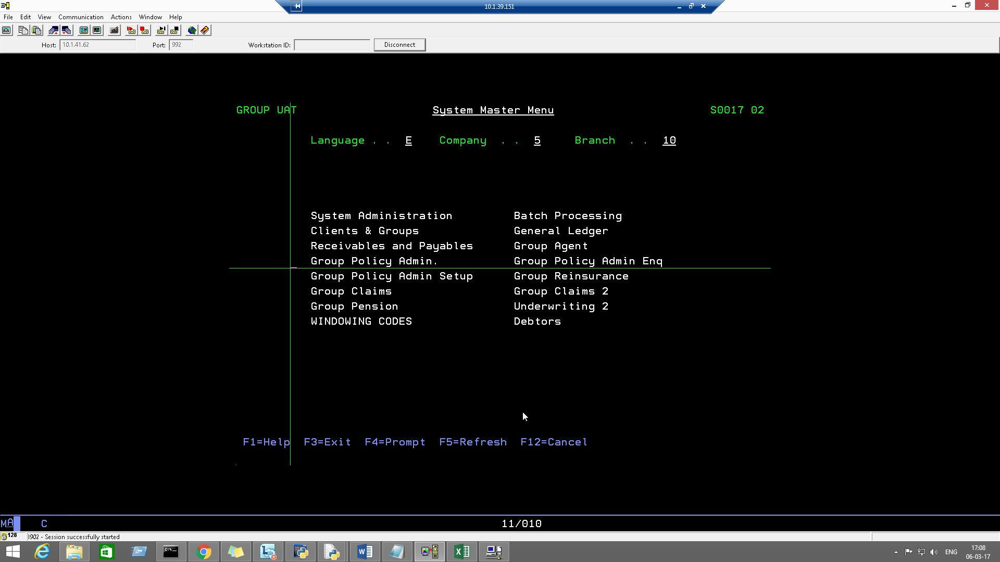 10.1.39.151
File Edit View Communication Actions Window Help
Host: 10.1.41.62 Port: 992 Workstation ID: Disconnect
GROUP UAT System Master Menu S0017 02
Language . . E Company . . 5 Branch . . 10
System Administration Batch Processing
Clients & Groups General Ledger
Receivables and Payables Group Agent
Group Policy Admin. Group Policy Admin Enq
Group Policy Admin Setup Group Reinsurance
Group Claims Group Claims 2
Group Pension Underwriting 2
WINDOWING CODES Debtors
F1=Help F3=Exit F4=Prompt F5=Refresh F12=Cancel
MA C 11/010
128 I902 - Session successfully started
C:\_ W X ENG 17:08
06-03-17